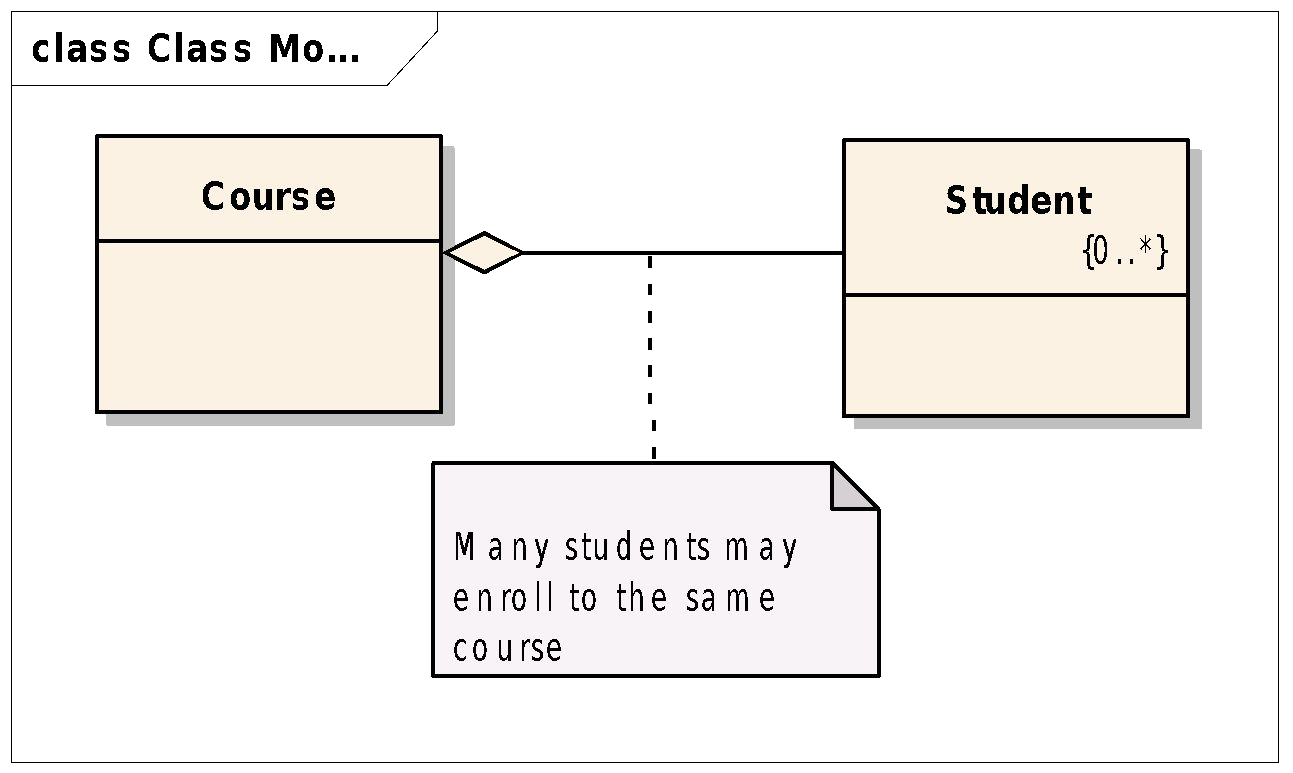 class Class Mo...
Course
Student
{0..*}
Many students may
enroll to the same
course